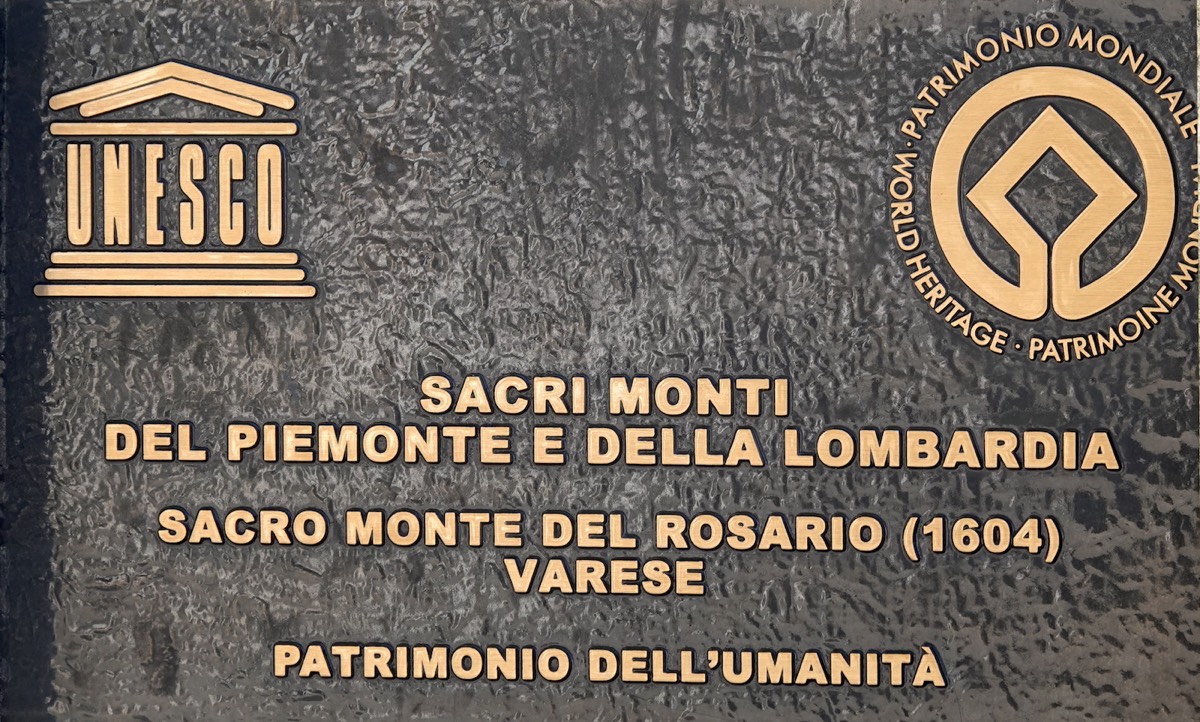 UNESCO
PATRIMONIO MONDIALE
WORLD HERITAGE · PATRIMOINE
SACRI MONTI
DEL PIEMONTE E DELLA LOMBARDIA
SACRO MONTE DEL ROSARIO (1604)
VARESE
PATRIMONIO DELL'UMANITÀ